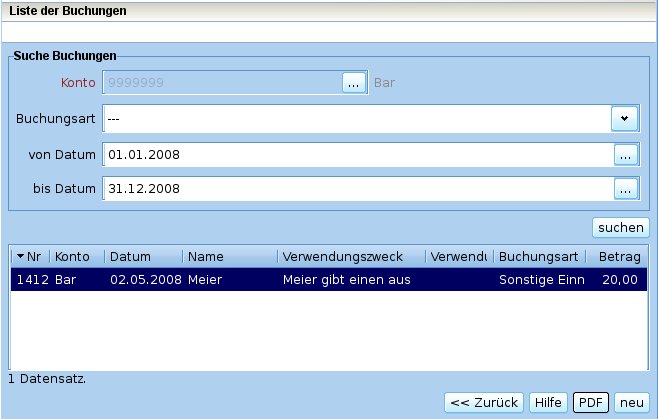 Liste der Buchungen
Suche Buchungen
Konto 9999999 ... Bar
Buchungsart ---
von Datum 01.01.2008 ...
bis Datum 31.12.2008 ...
suchen
Nr Konto Datum Name Verwendungszweck Verwendu Buchungsart Betrag
1412 Bar 02.05.2008 Meier Meier gibt einen aus Sonstige Einn 20,00
1 Datensatz.
<< Zurück Hilfe PDF neu